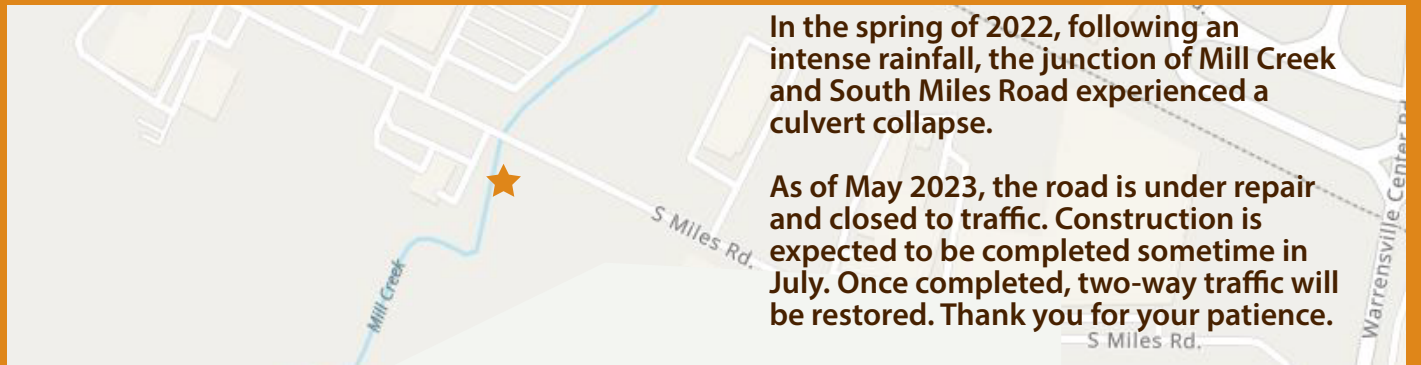 In the spring of 2022, following an
intense rainfall, the junction of Mill Creek
and South Miles Road experienced a
culvert collapse.
As of May 2023, the road is under repair
and closed to traffic. Construction is
expected to be completed sometime in
July. Once completed, two-way traffic will
be restored. Thank you for your patience.
S Miles Rd.
Mill Creek
S Miles Rd.
Warrensville Center Rd